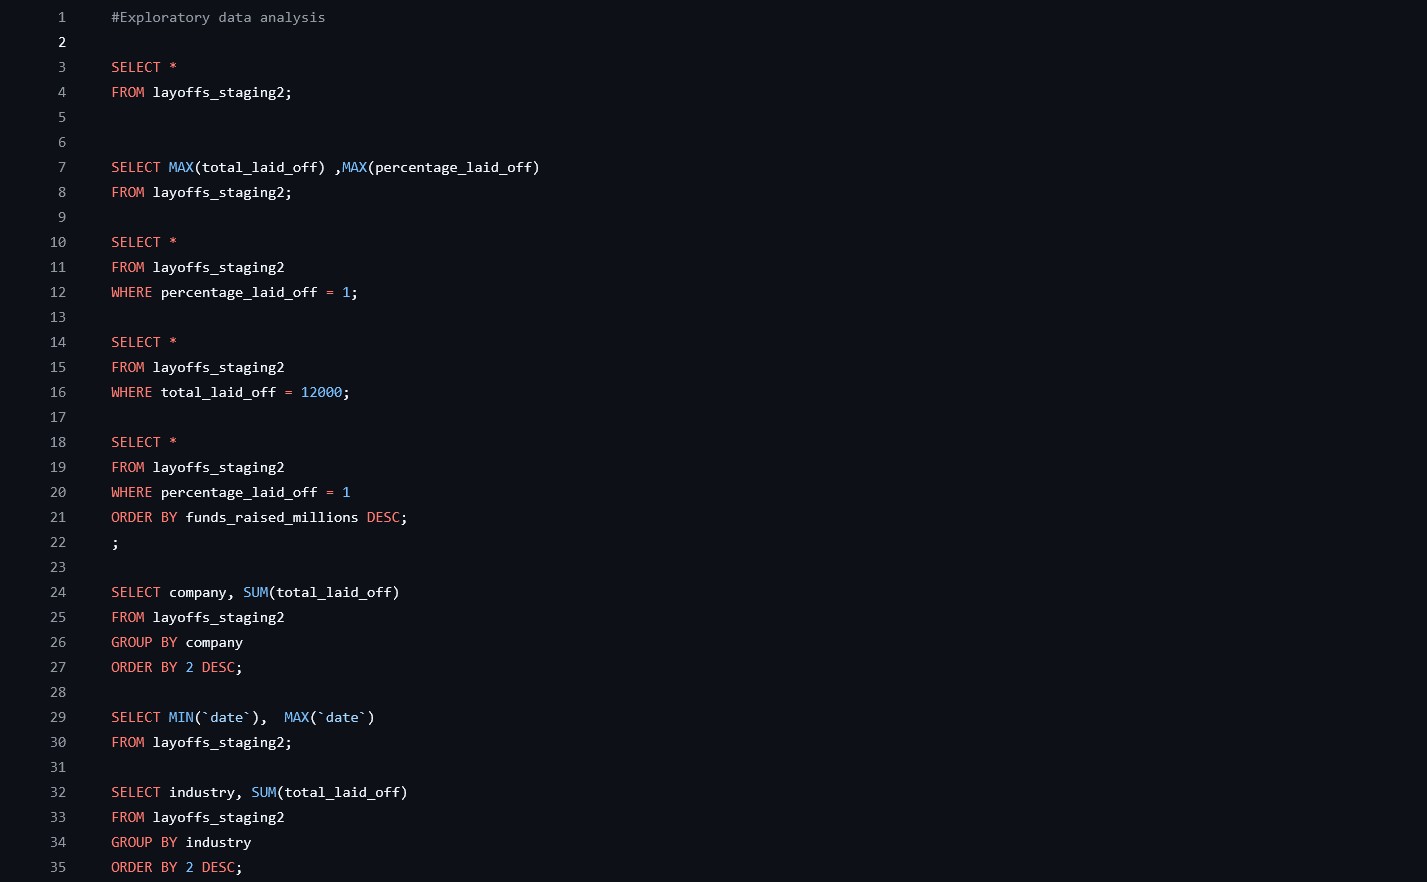 1 #Exploratory data analysis
2
3 SELECT *
4 FROM layoffs_staging2;
5
6
7 SELECT MAX(total_laid_off) ,MAX(percentage_laid_off)
8 FROM layoffs_staging2;
9
10 SELECT *
11 FROM layoffs_staging2
12 WHERE percentage_laid_off = 1;
13
14 SELECT *
15 FROM layoffs_staging2
16 WHERE total_laid_off = 12000;
17
18 SELECT *
19 FROM layoffs_staging2
20 WHERE percentage_laid_off = 1
21 ORDER BY funds_raised_millions DESC;
22 ;
23
24 SELECT company, SUM(total_laid_off)
25 FROM layoffs_staging2
26 GROUP BY company
27 ORDER BY 2 DESC;
28
29 SELECT MIN(`date`),  MAX(`date`)
30 FROM layoffs_staging2;
31
32 SELECT industry, SUM(total_laid_off)
33 FROM layoffs_staging2
34 GROUP BY industry
35 ORDER BY 2 DESC;